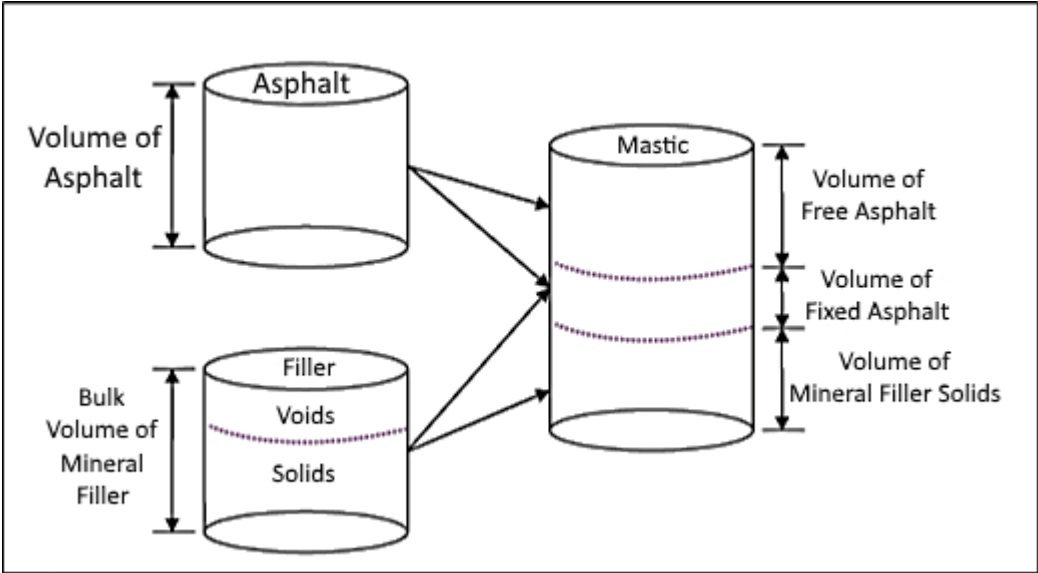 Asphalt
Volume of
Asphalt
Mastic
Volume of
Free Asphalt
Volume of
Fixed Asphalt
Volume of
Mineral Filler Solids
Filler
Voids
Solids
Bulk
Volume of
Mineral
Filler